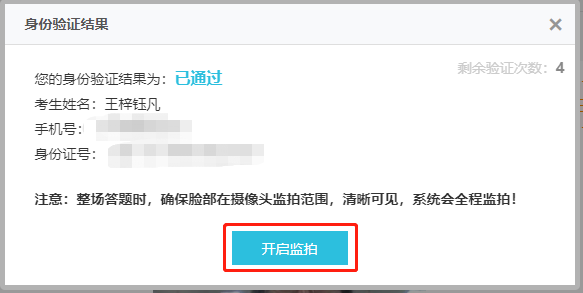 身份验证结果
剩余验证次数：4
您的身份验证结果为：已通过
考生姓名：王梓钰凡
手机号：
身份证号：
注意：整场答题时，确保脸部在摄像头监拍范围，清晰可见，系统会全程监拍！
开启监拍